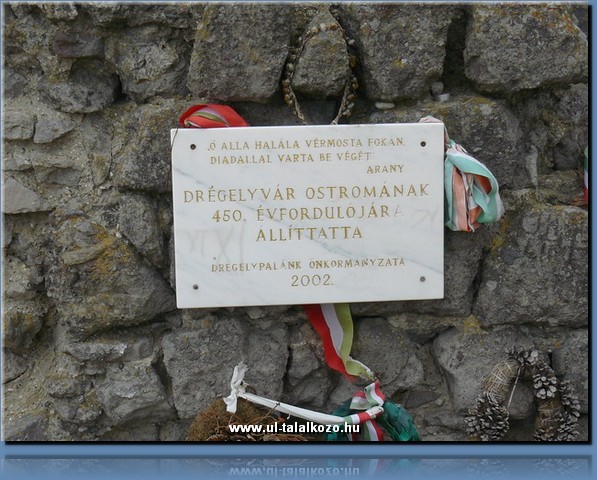 „Ő ALLA HALÁLA VÉRMOSTA FOKÁN,
DIADALLAL VÁRTA BE VÉGÉT"
ARANY
DRÉGELYVÁR OSTROMÁNAK
450. ÉVFORDULÓJÁRA
ÁLLÍTTATTA
DRÉGELYPALÁNK ÖNKORMÁNYZATA
2002.
www.ul-talalkozo.hu